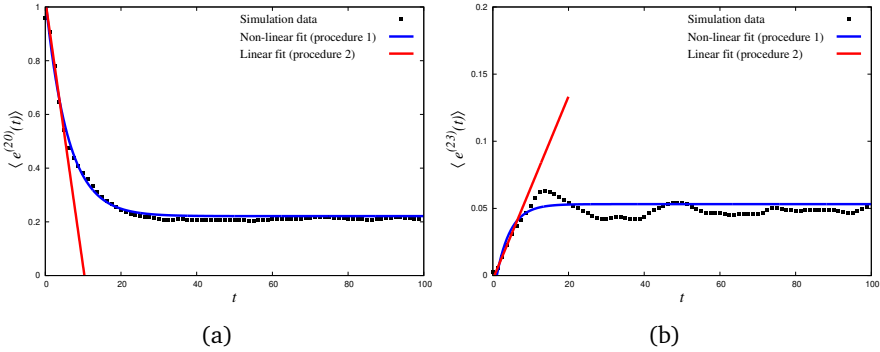 Simulation data
Non-linear fit (procedure 1)
Linear fit (procedure 2)
1
0.8
0.6
0.4
0.2
0
0 20 40 60 80 100
t
⟨ e(20)(t)⟩
(a)
Simulation data
Non-linear fit (procedure 1)
Linear fit (procedure 2)
0.2
0.15
0.1
0.05
0
0 20 40 60 80 100
t
⟨ e(23)(t)⟩
(b)